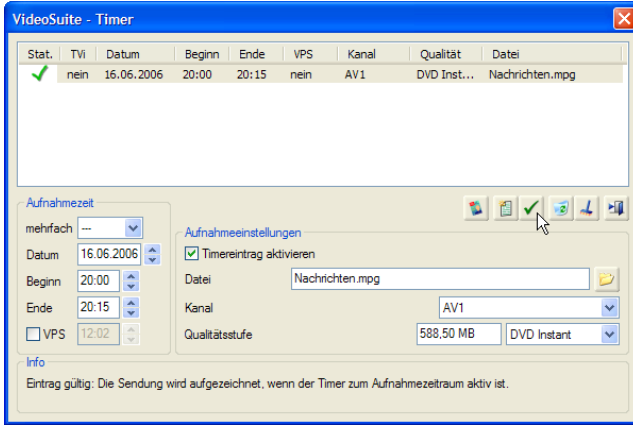 VideoSuite - Timer
Stat. TVi Datum Beginn Ende VPS Kanal Qualität Datei
nein 16.06.2006 20:00 20:15 nein AV1 DVD Inst... Nachrichten.mpg
Aufnahmezeit
mehrfach ---
Datum 16.06.2006
Beginn 20:00
Ende 20:15
VPS 12:02
Aufnahmeeinstellungen
Timereintrag aktivieren
Datei Nachrichten.mpg
Kanal AV1
Qualitätsstufe 588,50 MB DVD Instant
Info
Eintrag gültig: Die Sendung wird aufgezeichnet, wenn der Timer zum Aufnahmezeitraum aktiv ist.